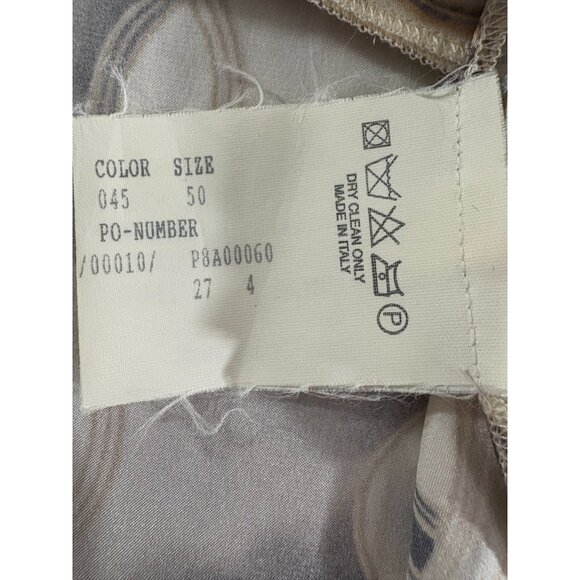 COLOR SIZE
045 50
PO-NUMBER
/00010/ P8A00060
27 4
DRY CLEAN ONLY
MADE IN ITALY
P